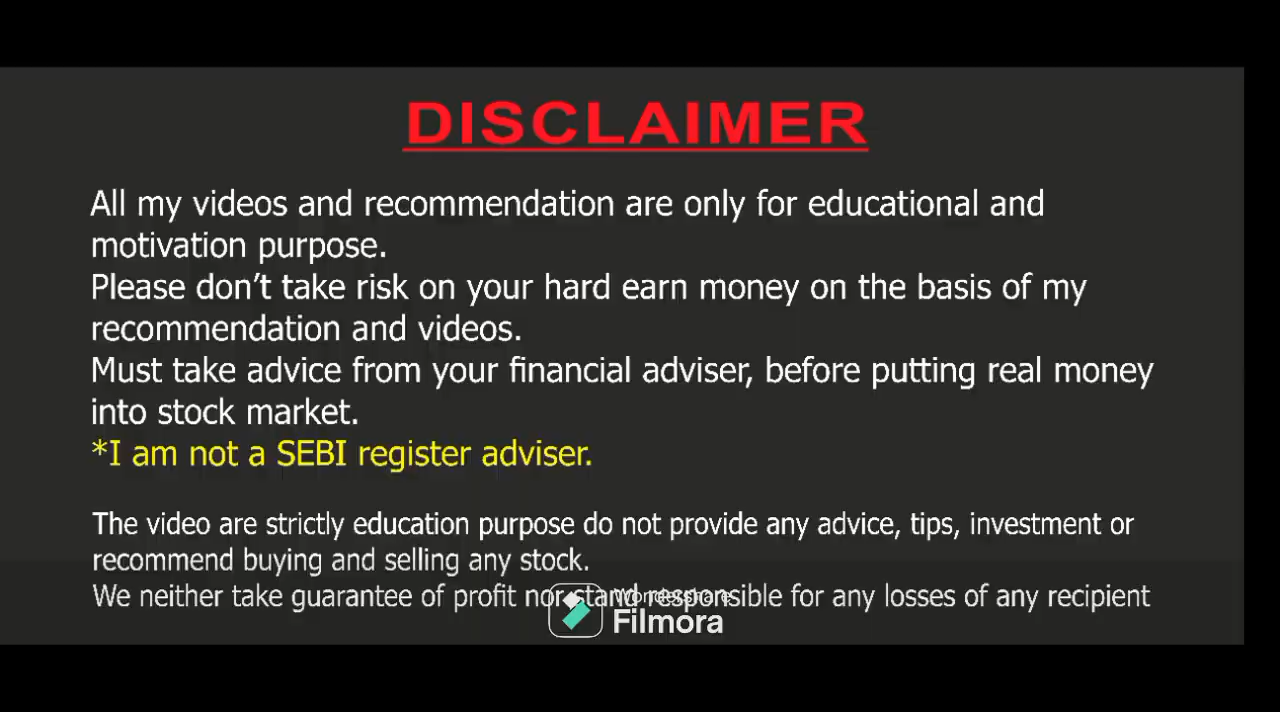 DISCLAIMER
All my videos and recommendation are only for educational and
motivation purpose.
Please don't take risk on your hard earn money on the basis of my
recommendation and videos.
Must take advice from your financial adviser, before putting real money
into stock market.
*I am not a SEBI register adviser.
The video are strictly education purpose do not provide any advice, tips, investment or
recommend buying and selling any stock.
We neither take guarantee of profit nor stand responsible for any losses of any recipient
Wondershare
Filmora